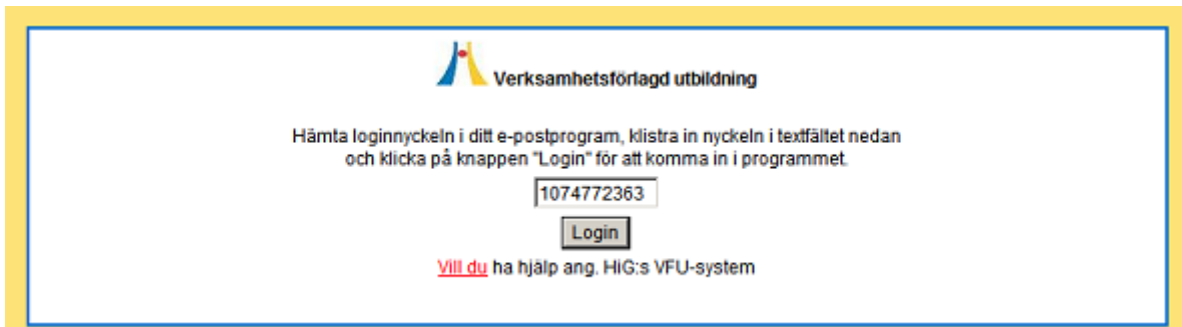 Verksamhetsförlagd utbildning
Hämta loginnyckeln i ditt e-postprogram, klistra in nyckeln i textfältet nedan
och klicka på knappen "Login" för att komma in i programmet.
1074772363
Login
Vill du ha hjälp ang. HiG:s VFU-system